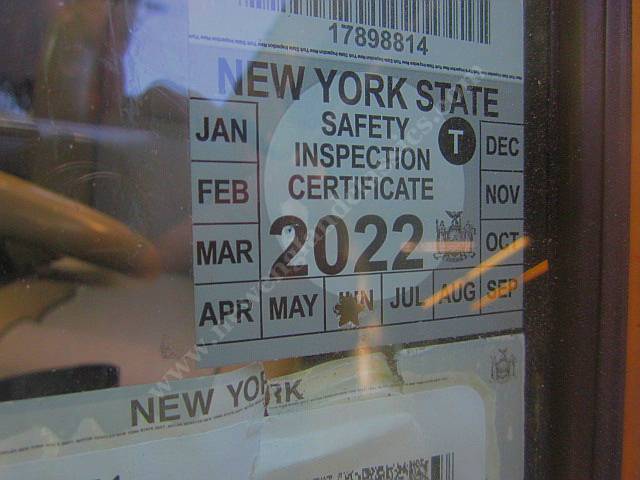 17898814
NEW YORK STATE
SAFETY
INSPECTION
CERTIFICATE
T
2022
JAN
FEB
MAR
APR
MAY
JUN
JUL
AUG
SEP
OCT
NOV
DEC
NEW YORK